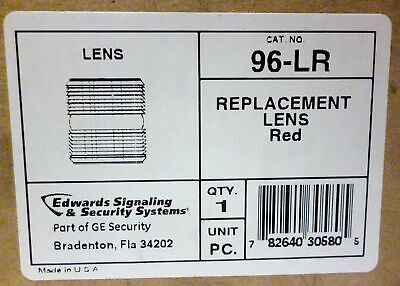 LENS
CAT. NO.
96-LR
REPLACEMENT
LENS
Red
Edwards Signaling
& Security Systems®
Part of GE Security
Bradenton, Fla 34202
QTY.
1
UNIT
PC.
7 82640 30580 5
Made in U.S.A